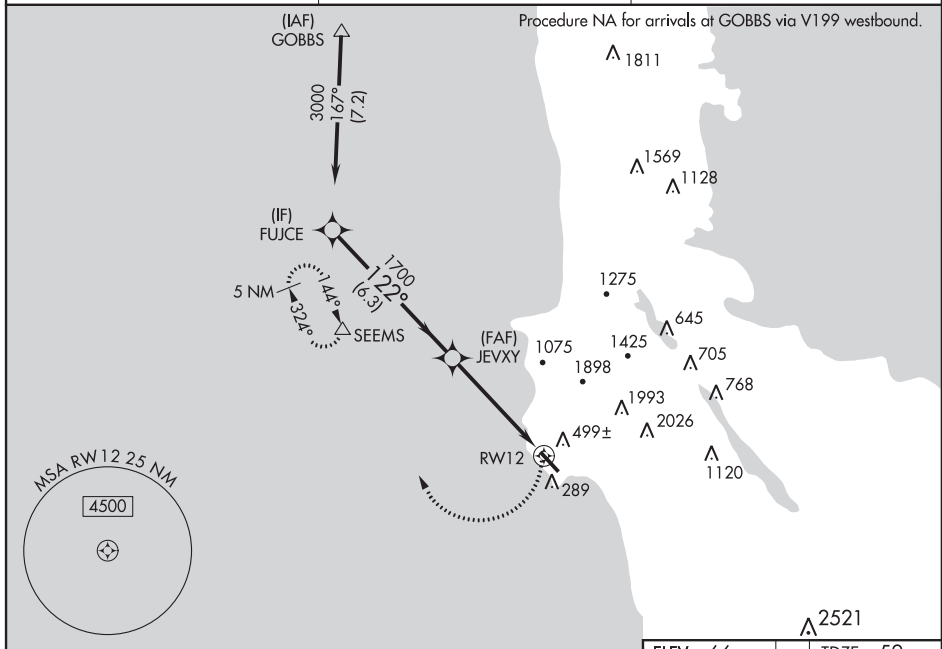 Procedure NA for arrivals at GOBBS via V199 westbound.
(IAF)
GOBBS
1811
3000
167°
(7.2)
1569
1128
(IF)
FUJCE
1700
122°
(6.3)
1275
5 NM
144°
324°
SEEMS
645
(FAF)
JEVXY
1075
1425
705
1898
768
1993
2026
499±
RW12
1120
289
MSA RW12 25 NM
4500
2521